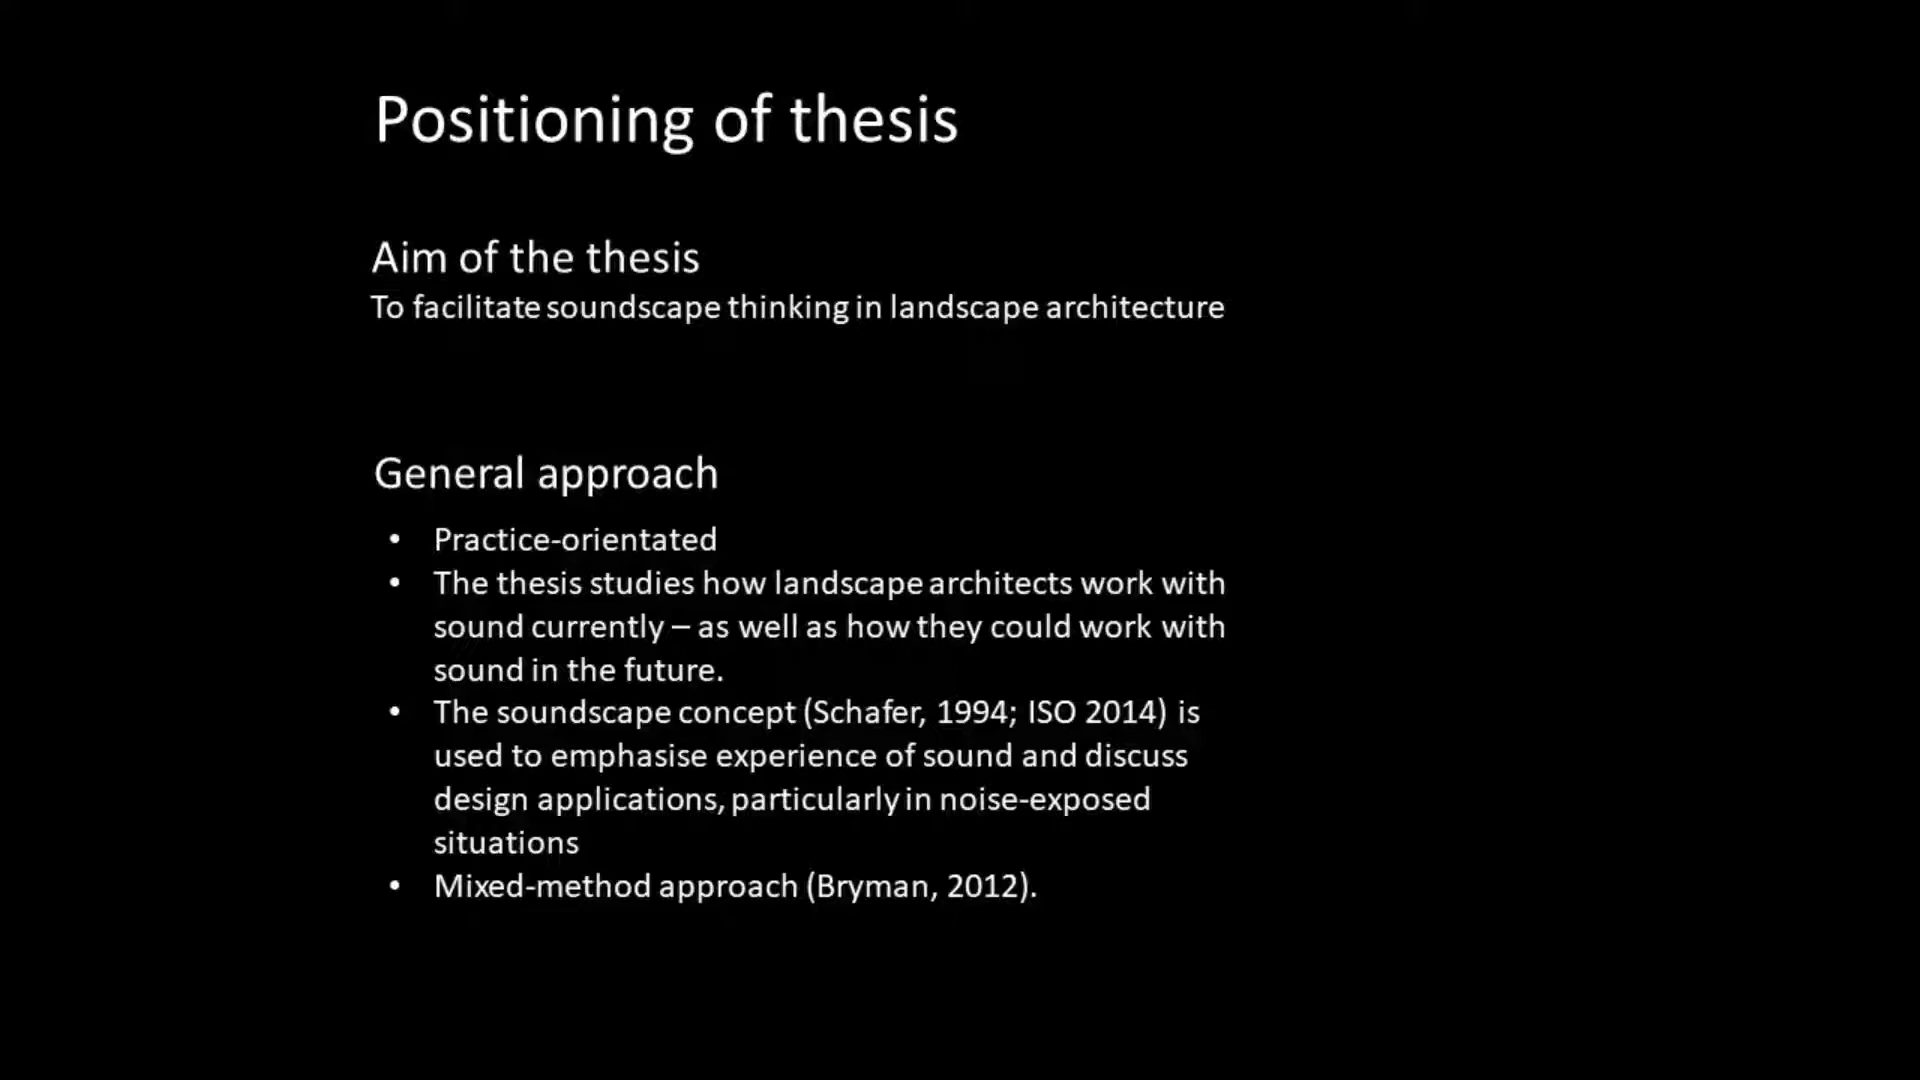 Positioning of thesis
Aim of the thesis
To facilitate soundscape thinking in landscape architecture
General approach
• Practice-orientated
• The thesis studies how landscape architects work with
sound currently – as well as how they could work with
sound in the future.
• The soundscape concept (Schafer, 1994; ISO 2014) is
used to emphasise experience of sound and discuss
design applications, particularly in noise-exposed
situations
• Mixed-method approach (Bryman, 2012).